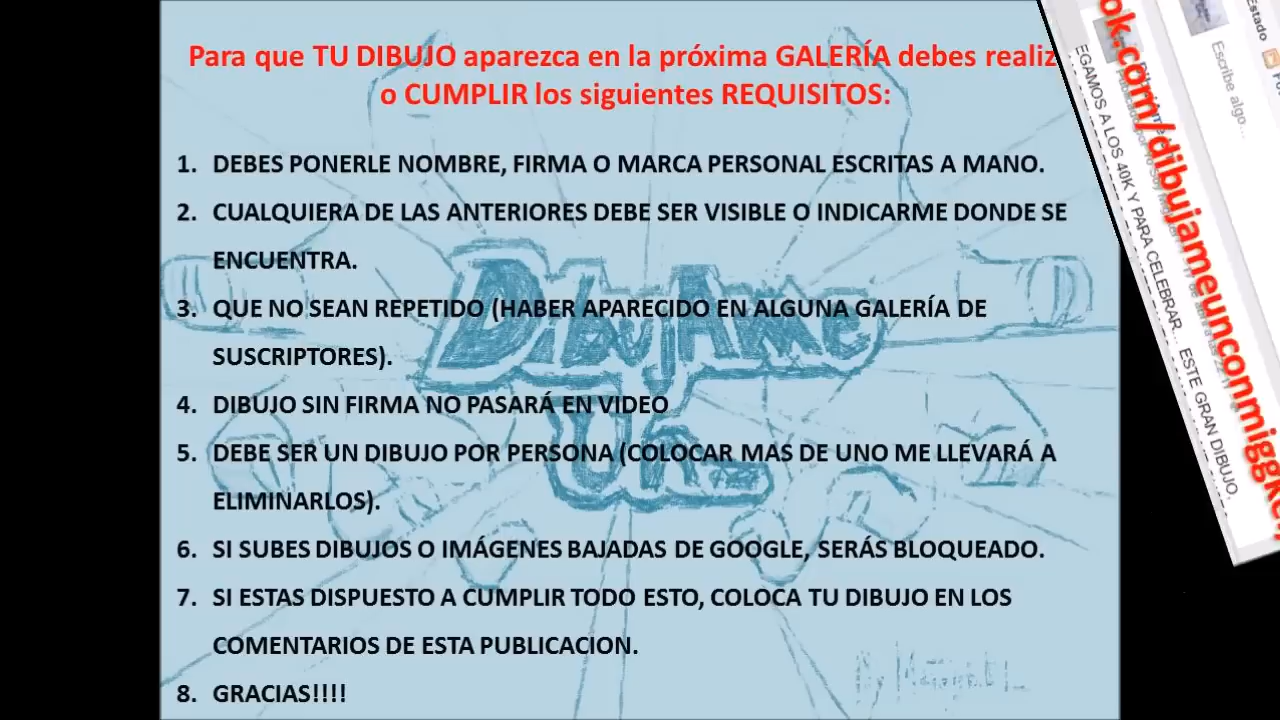 Para que TU DIBUJO aparezca en la próxima GALERÍA debes realiz
o CUMPLIR los siguientes REQUISITOS:
1. DEBES PONERLE NOMBRE, FIRMA O MARCA PERSONAL ESCRITAS A MANO.
2. CUALQUIERA DE LAS ANTERIORES DEBE SER VISIBLE O INDICARME DONDE SE
ENCUENTRA.
3. QUE NO SEAN REPETIDO (HABER APARECIDO EN ALGUNA GALERÍA DE
SUSCRIPTORES).
4. DIBUJO SIN FIRMA NO PASARÁ EN VIDEO
5. DEBE SER UN DIBUJO POR PERSONA (COLOCAR MAS DE UNO ME LLEVARÁ A
ELIMINARLOS).
6. SI SUBES DIBUJOS O IMÁGENES BAJADAS DE GOOGLE, SERÁS BLOQUEADO.
7. SI ESTAS DISPUESTO A CUMPLIR TODO ESTO, COLOCA TU DIBUJO EN LOS
COMENTARIOS DE ESTA PUBLICACION.
8. GRACIAS!!!!
DibujAme
Un
Estado
Escribe algo...
ok.com/dibujameunconmiggke
EGAMOS A LOS 40K Y PARA CELEBRAR... ESTE GRAN DIBUJO,